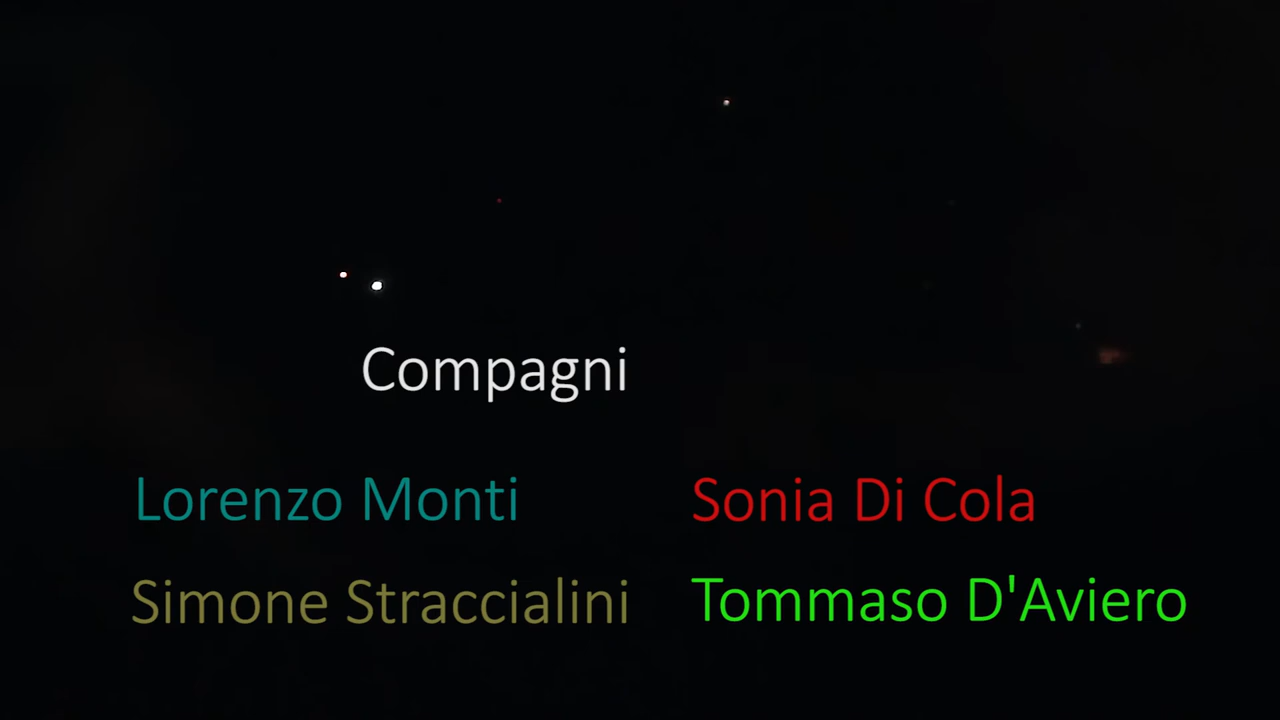 Compagni
Lorenzo Monti
Sonia Di Cola
Simone Straccialini
Tommaso D'Aviero